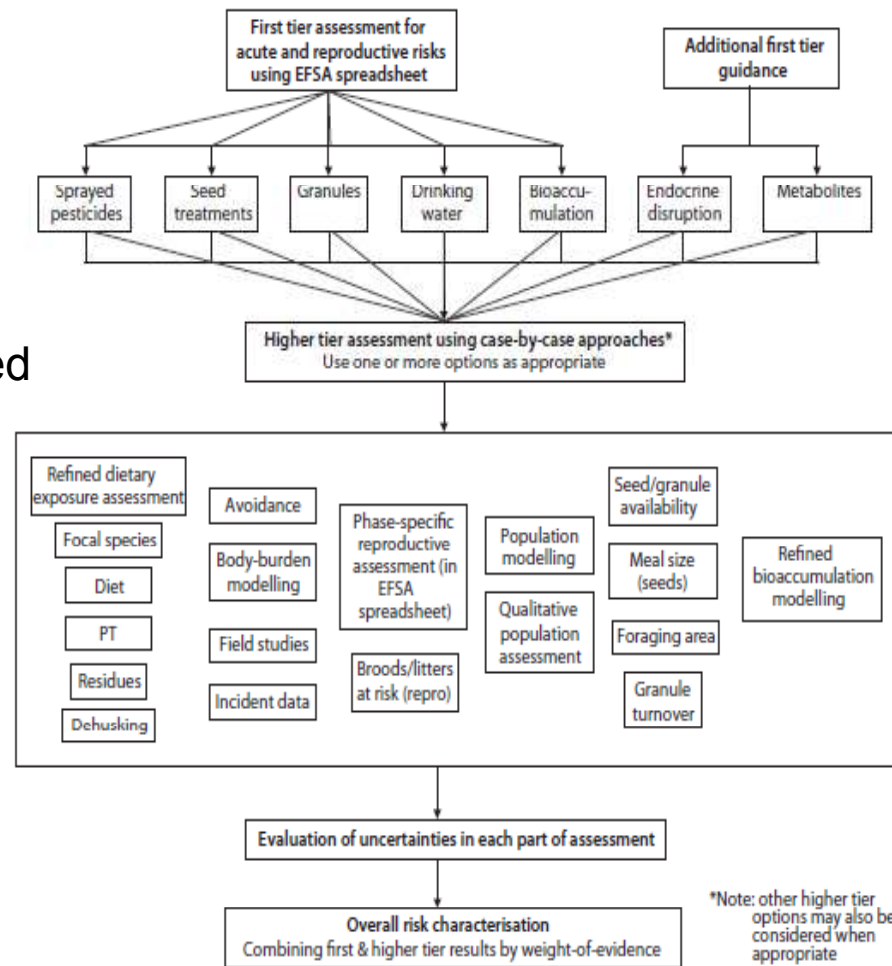 First tier assessment for
acute and reproductive risks
using EFSA spreadsheet
Additional first tier
guidance
Sprayed
pesticides
Seed
treatments
Granules
Drinking
water
Bioaccu-
mulation
Endocrine
disruption
Metabolites
Higher tier assessment using case-by-case approaches*
Use one or more options as appropriate
ed
Refined dietary
exposure assessment
Focal species
Diet
PT
Residues
Dehusking
Avoidance
Body-burden
modelling
Field studies
Incident data
Phase-specific
reproductive
assessment (in
EFSA
spreadsheet)
Broods/litters
at risk (repro)
Population
modelling
Qualitative
population
assessment
Seed/granule
availability
Meal size
(seeds)
Foraging area
Granule
turnover
Refined
bioaccumulation
modelling
Evaluation of uncertainties in each part of assessment
Overall risk characterisation
Combining first & higher tier results by weight-of-evidence
*Note: other higher tier
options may also be
considered when
appropriate